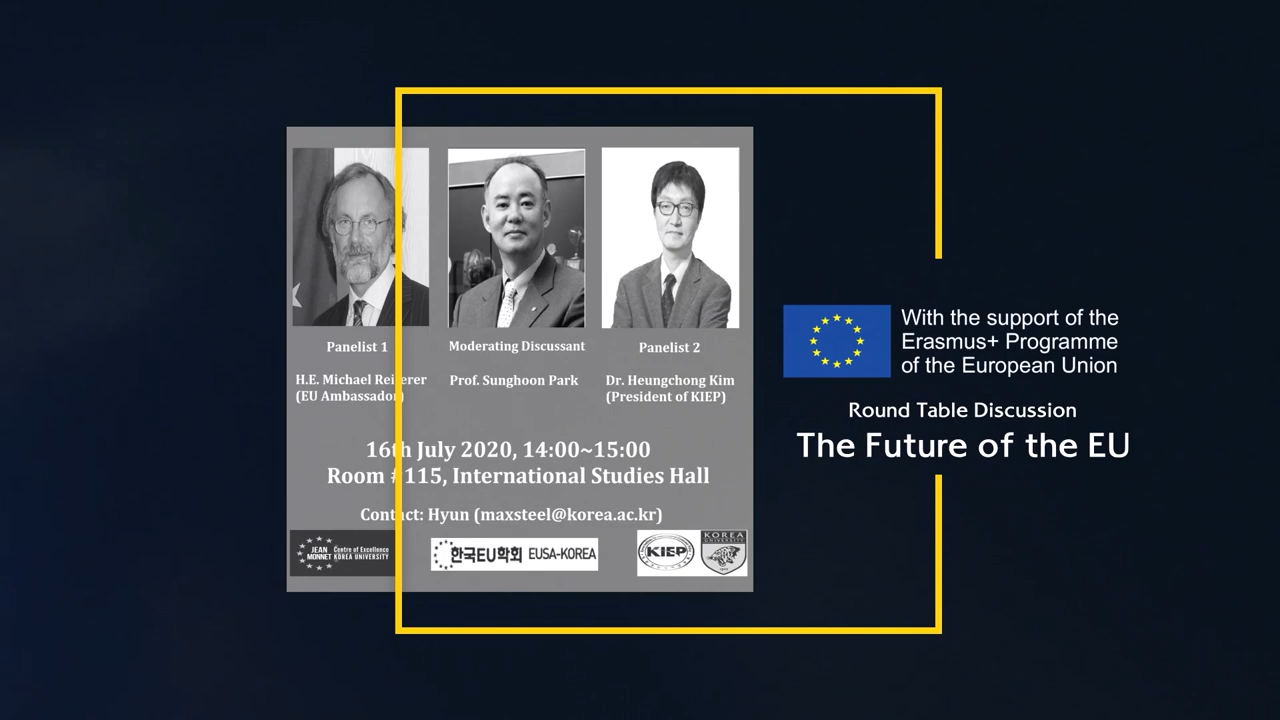 Panelist 1
Moderating Discussant
Panelist 2
H.E. Michael Reiterer
(EU Ambassador)
Prof. Sunghoon Park
Dr. Heungchong Kim
(President of KIEP)
16th July 2020, 14:00~15:00
Room #115, International Studies Hall
Contact: Hyun (maxsteel@korea.ac.kr)
JEAN
MONNET
Centre of Excellence
KOREA UNIVERSITY
한국EU학회 EUSA-KOREA
KIEP
KOREA
UNIVERSITY
With the support of the
Erasmus+ Programme
of the European Union
Round Table Discussion
The Future of the EU